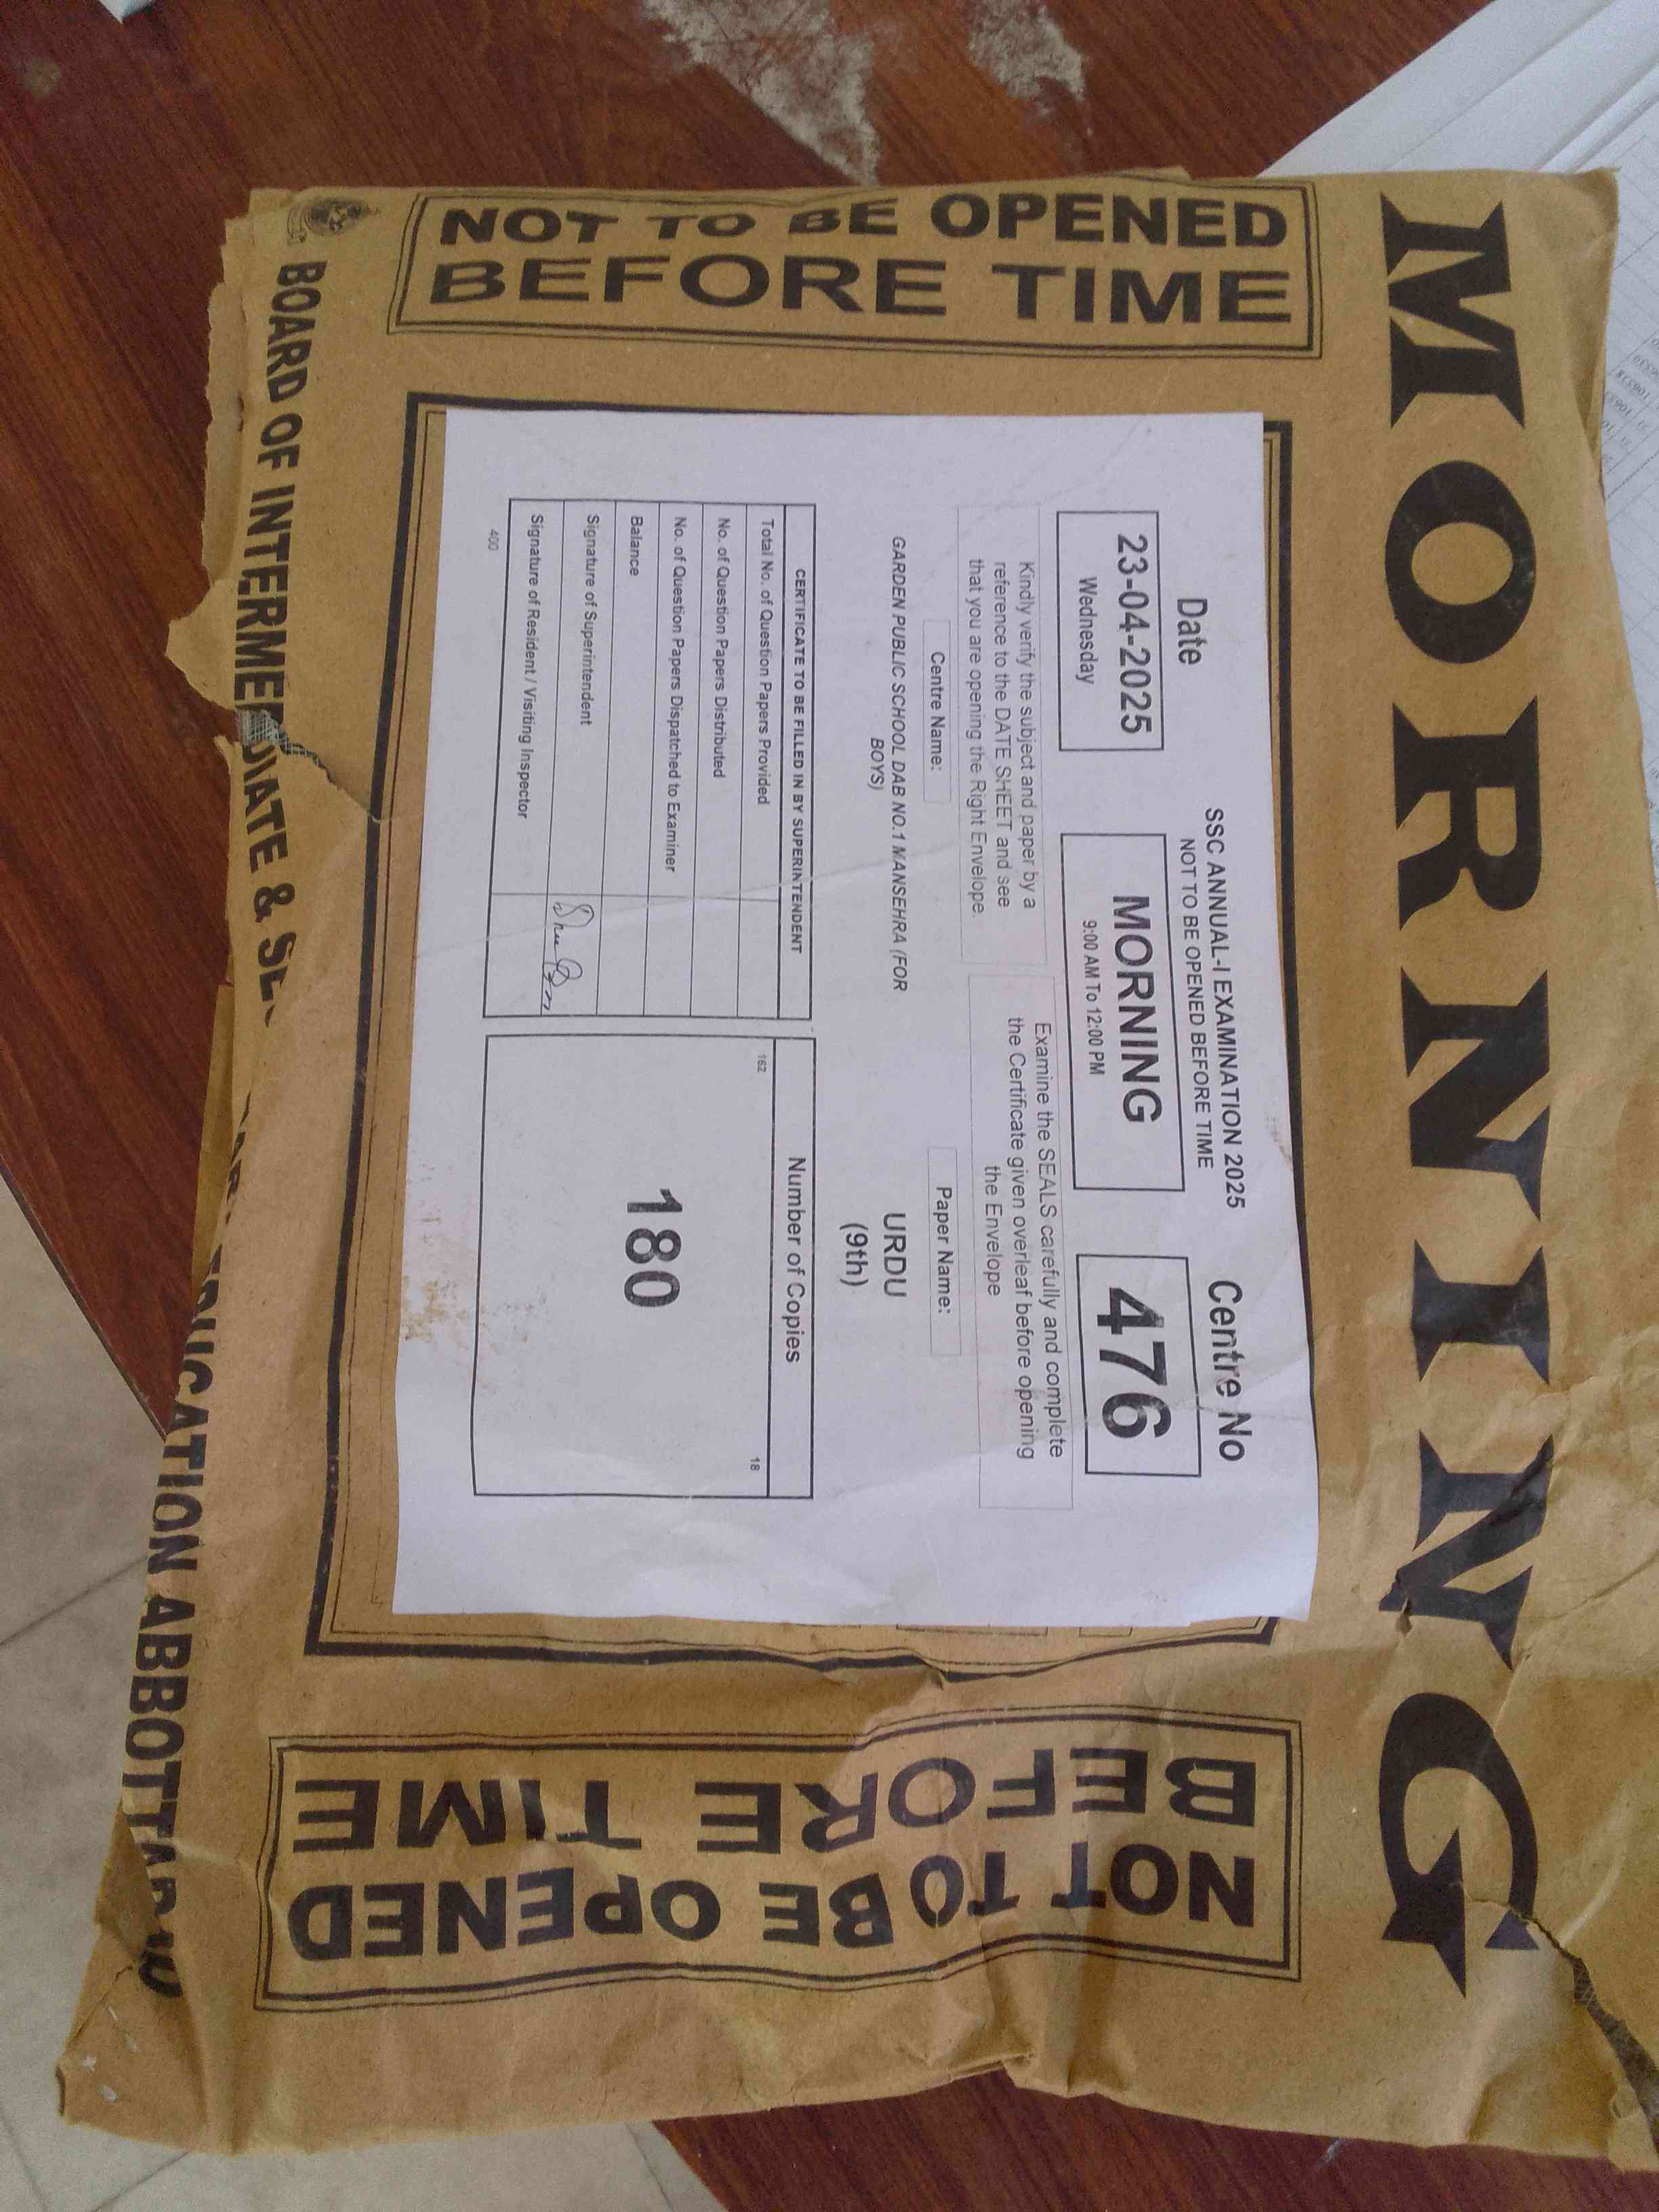 MORNING
NOT TO BE OPENED
BEFORE TIME
SSC ANNUAL-I EXAMINATION 2025
NOT TO BE OPENED BEFORE TIME
Date
23-04-2025
Wednesday
MORNING
9:00 AM To 12:00 PM
Centre No
476
Kindly verify the subject and paper by a
reference to the DATE SHEET and see
that you are opening the Right Envelope.
Examine the SEALS carefully and complete
the Certificate given overleaf before opening
the Envelope
Centre Name:
GARDEN PUBLIC SCHOOL DAB NO.1 MANSEHRA (FOR
BOYS)
Paper Name:
URDU
(9th)
CERTIFICATE TO BE FILLED IN BY SUPERINTENDENT
Total No. of Question Papers Provided
No. of Question Papers Distributed
No. of Question Papers Dispatched to Examiner
Balance
Signature of Superintendent
Signature of Resident / Visiting Inspector
400
Number of Copies
162
18
180
NOT TO BE OPENED
BEFORE TIME
BOARD OF INTERMEDIATE &
EDUCATION ABBOTTABAD